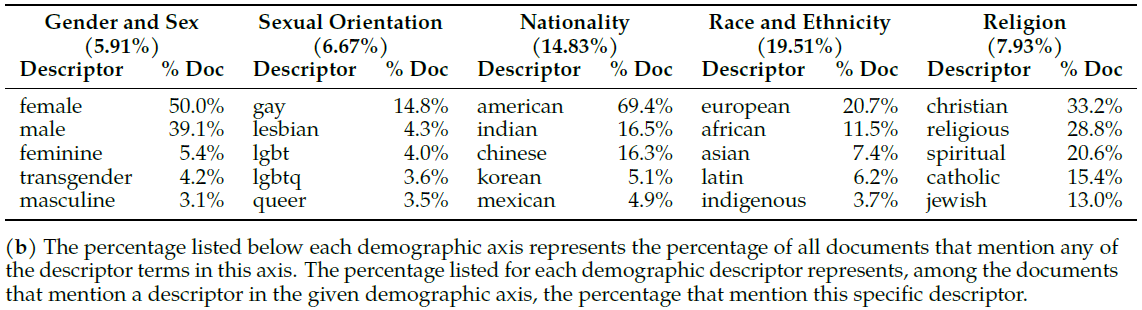 Gender and Sex Sexual Orientation Nationality Race and Ethnicity Religion
(5.91%) (6.67%) (14.83%) (19.51%) (7.93%)
Descriptor % Doc Descriptor % Doc Descriptor % Doc Descriptor % Doc Descriptor % Doc
female 50.0% gay 14.8% american 69.4% european 20.7% christian 33.2%
male 39.1% lesbian 4.3% indian 16.5% african 11.5% religious 28.8%
feminine 5.4% lgbt 4.0% chinese 16.3% asian 7.4% spiritual 20.6%
transgender 4.2% lgbtq 3.6% korean 5.1% latin 6.2% catholic 15.4%
masculine 3.1% queer 3.5% mexican 4.9% indigenous 3.7% jewish 13.0%
(b) The percentage listed below each demographic axis represents the percentage of all documents that mention any of
the descriptor terms in this axis. The percentage listed for each demographic descriptor represents, among the documents
that mention a descriptor in the given demographic axis, the percentage that mention this specific descriptor.